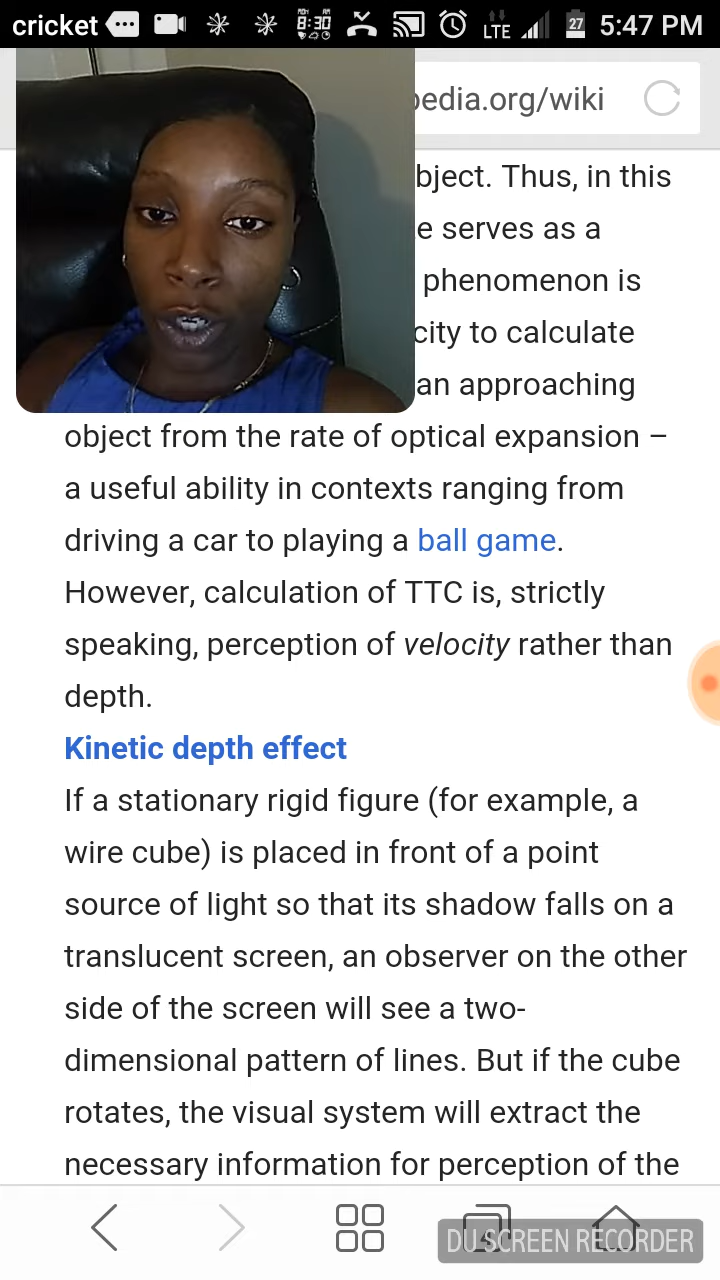 cricket LTE 27 5:47 PM
MON AM
8:30
pedia.org/wiki
bject. Thus, in this
e serves as a
phenomenon is
city to calculate
an approaching
object from the rate of optical expansion –
a useful ability in contexts ranging from
driving a car to playing a ball game.
However, calculation of TTC is, strictly
speaking, perception of velocity rather than
depth.
Kinetic depth effect
If a stationary rigid figure (for example, a
wire cube) is placed in front of a point
source of light so that its shadow falls on a
translucent screen, an observer on the other
side of the screen will see a two-
dimensional pattern of lines. But if the cube
rotates, the visual system will extract the
necessary information for perception of the
DU SCREEN RECORDER